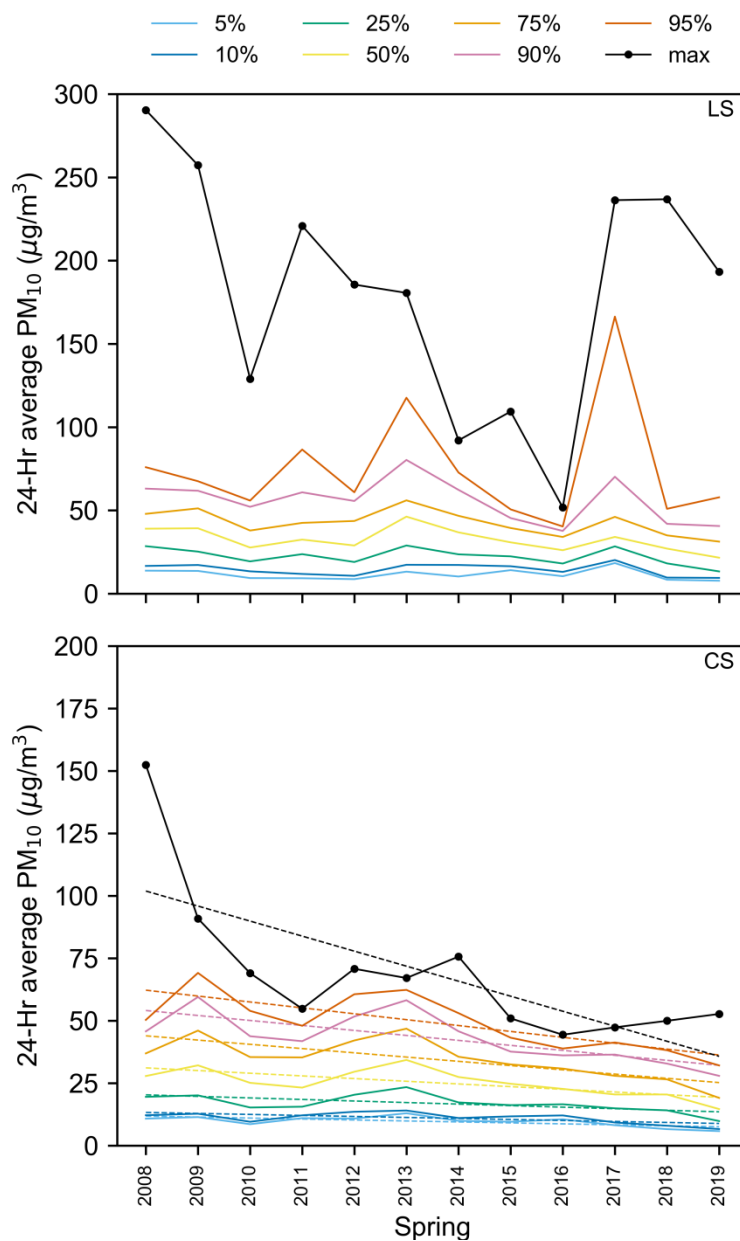 5% 25% 75% 95%
10% 50% 90% max
LS
300
250
200
150
100
50
0
24-Hr average PM₁₀ (μg/m³)
CS
200
175
150
125
100
75
50
25
0
24-Hr average PM₁₀ (μg/m³)
2008 2009 2010 2011 2012 2013 2014 2015 2016 2017 2018 2019
Spring